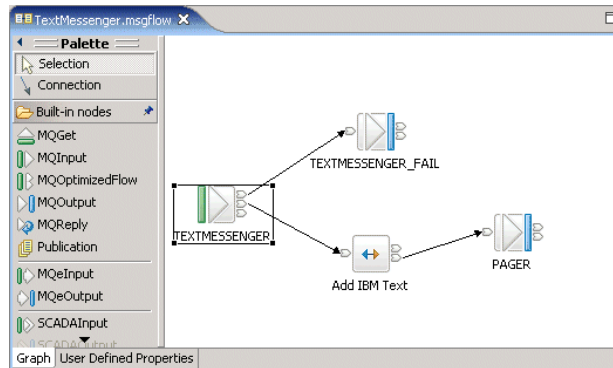 TextMessenger.msgflow
Palette
Selection
Connection
Built-in nodes
MQGet
MQInput
MQOptimizedFlow
MQOutput
MQReply
Publication
MQeInput
MQeOutput
SCADAInput
SCADAOutput
TEXTMESSENGER_FAIL
TEXTMESSENGER
Add IBM Text
PAGER
Graph
User Defined Properties